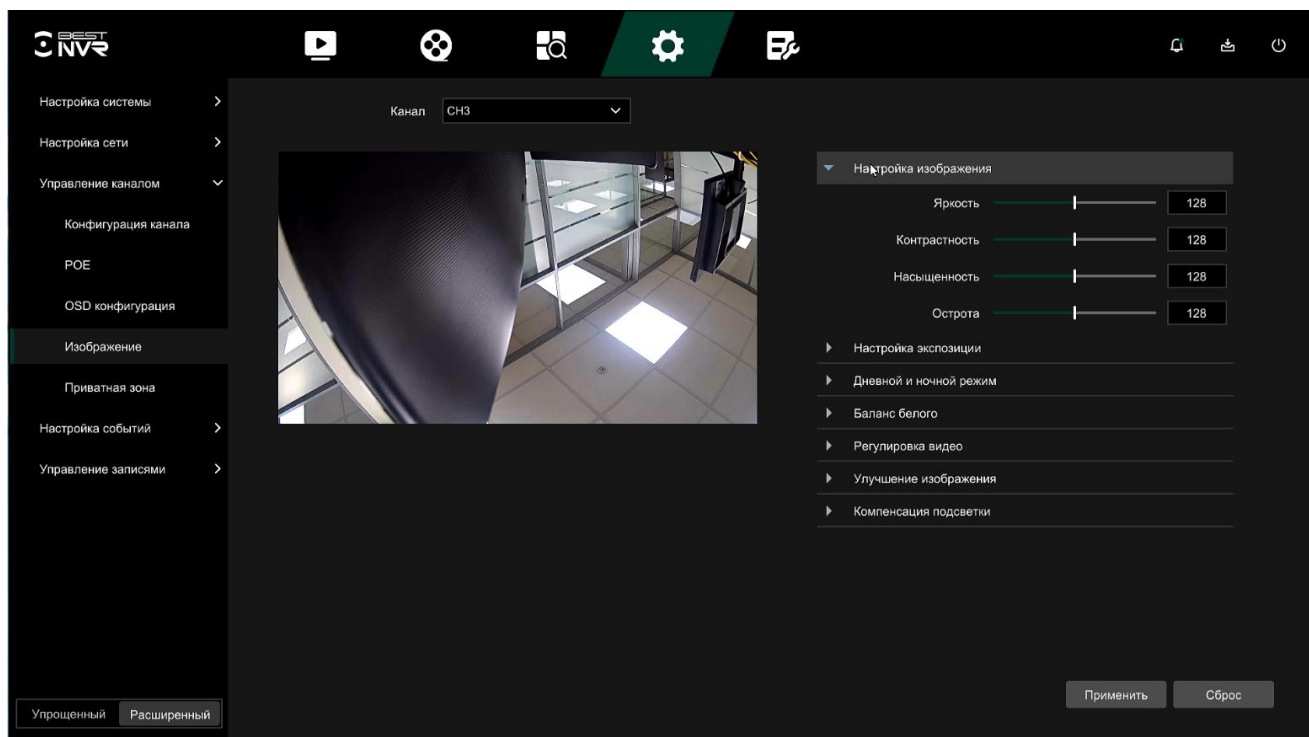 BEST
NVR
Настройка системы
Настройка сети
Управление каналом
Конфигурация канала
POE
OSD конфигурация
Изображение
Приватная зона
Настройка событий
Управление записями
Упрощенный Расширенный
Канал CH3
Настройка изображения
Яркость 128
Контрастность 128
Насыщенность 128
Острота 128
Настройка экспозиции
Дневной и ночной режим
Баланс белого
Регулировка видео
Улучшение изображения
Компенсация подсветки
Применить Сброс